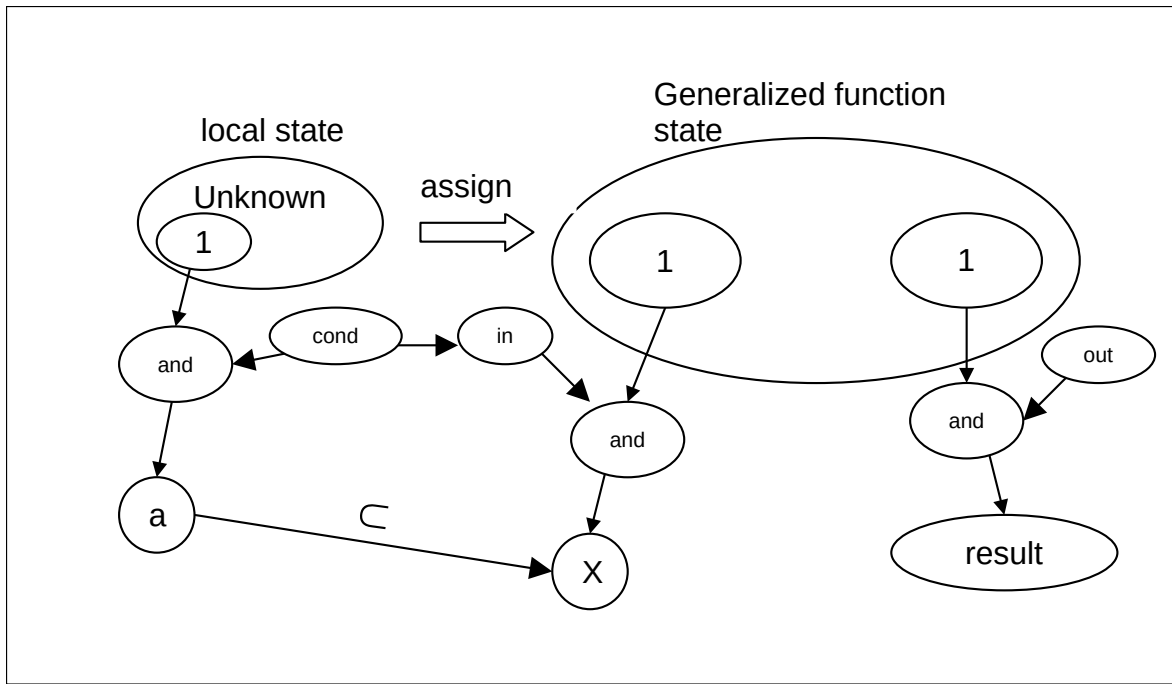 Generalized function
state
local state
Unknown
assign
1
1
1
cond
in
out
and
and
and
a
⊂
X
result